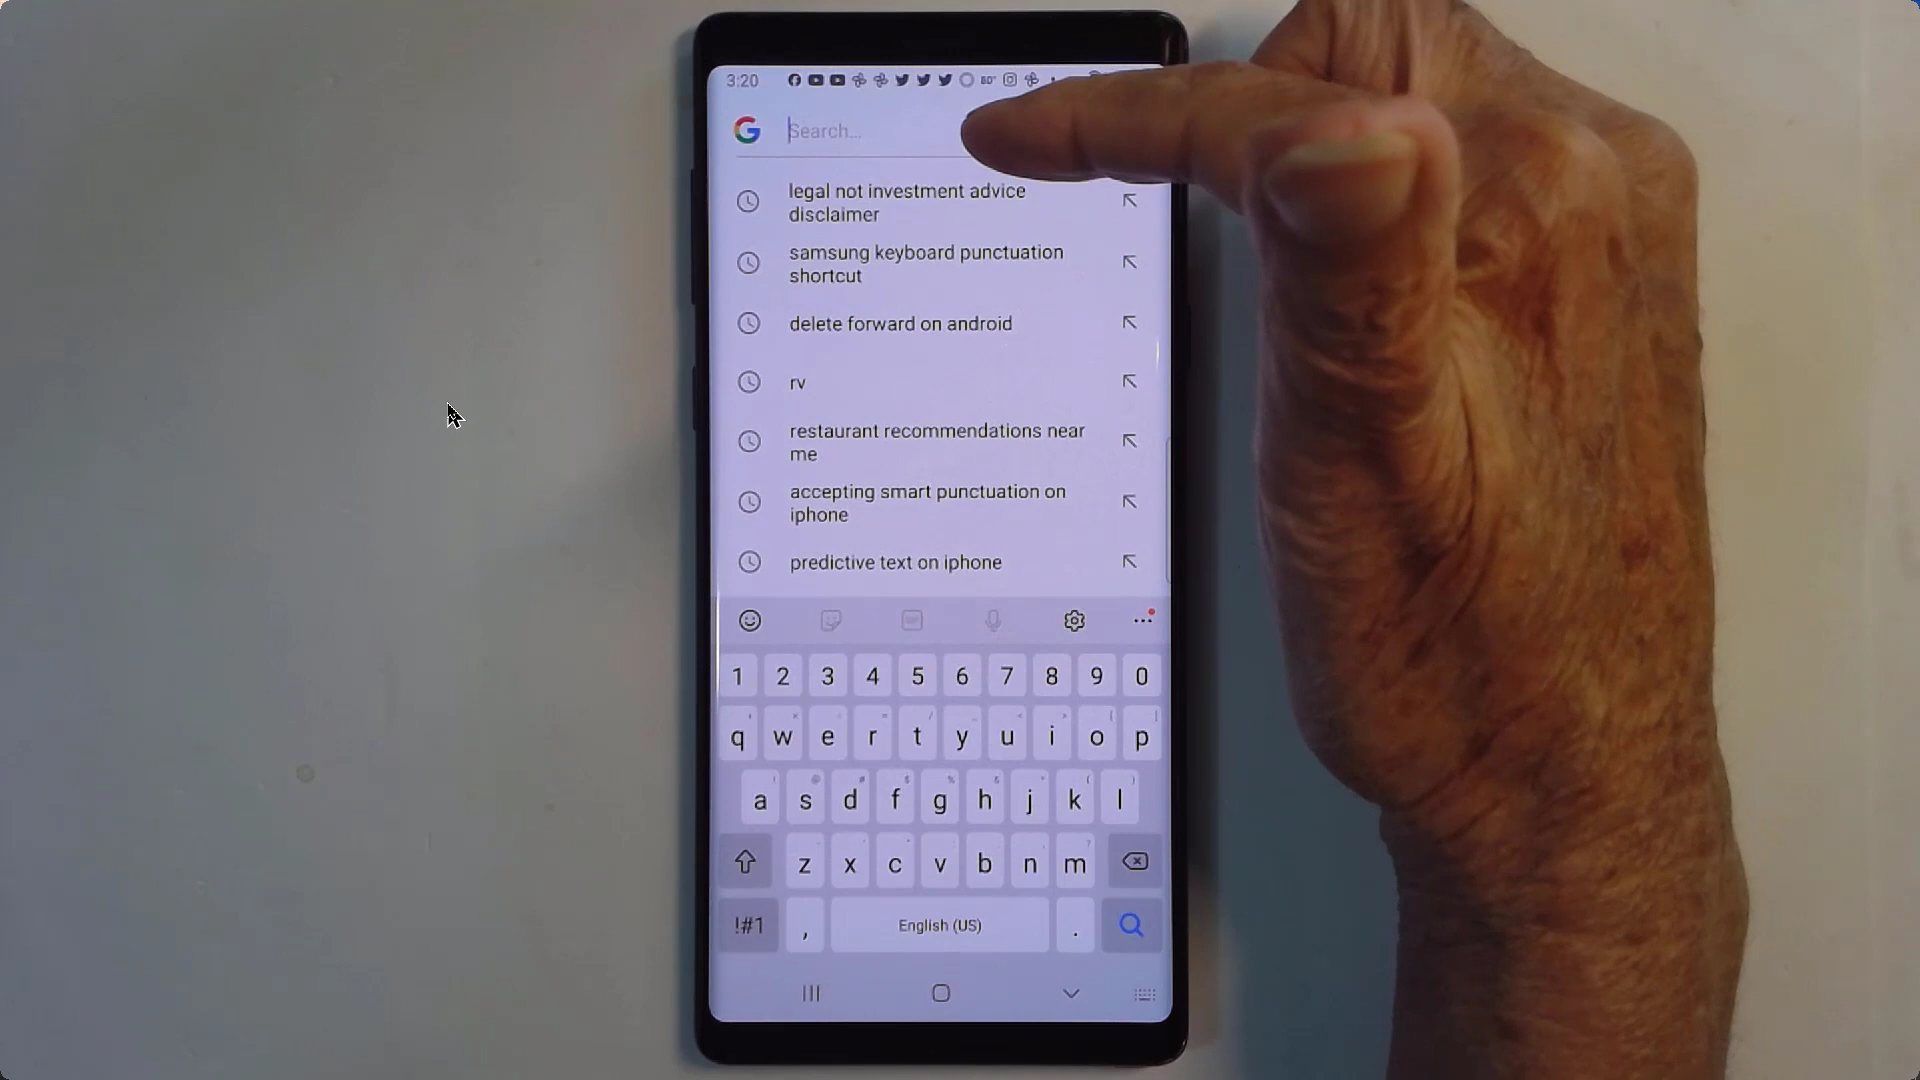 3:20
Search...
legal not investment advice
disclaimer
samsung keyboard punctuation
shortcut
delete forward on android
rv
restaurant recommendations near
me
accepting smart punctuation on
iphone
predictive text on iphone
1 2 3 4 5 6 7 8 9 0
q w e r t y u i o p
a s d f g h j k l
z x c v b n m
!#1 , English (US) .